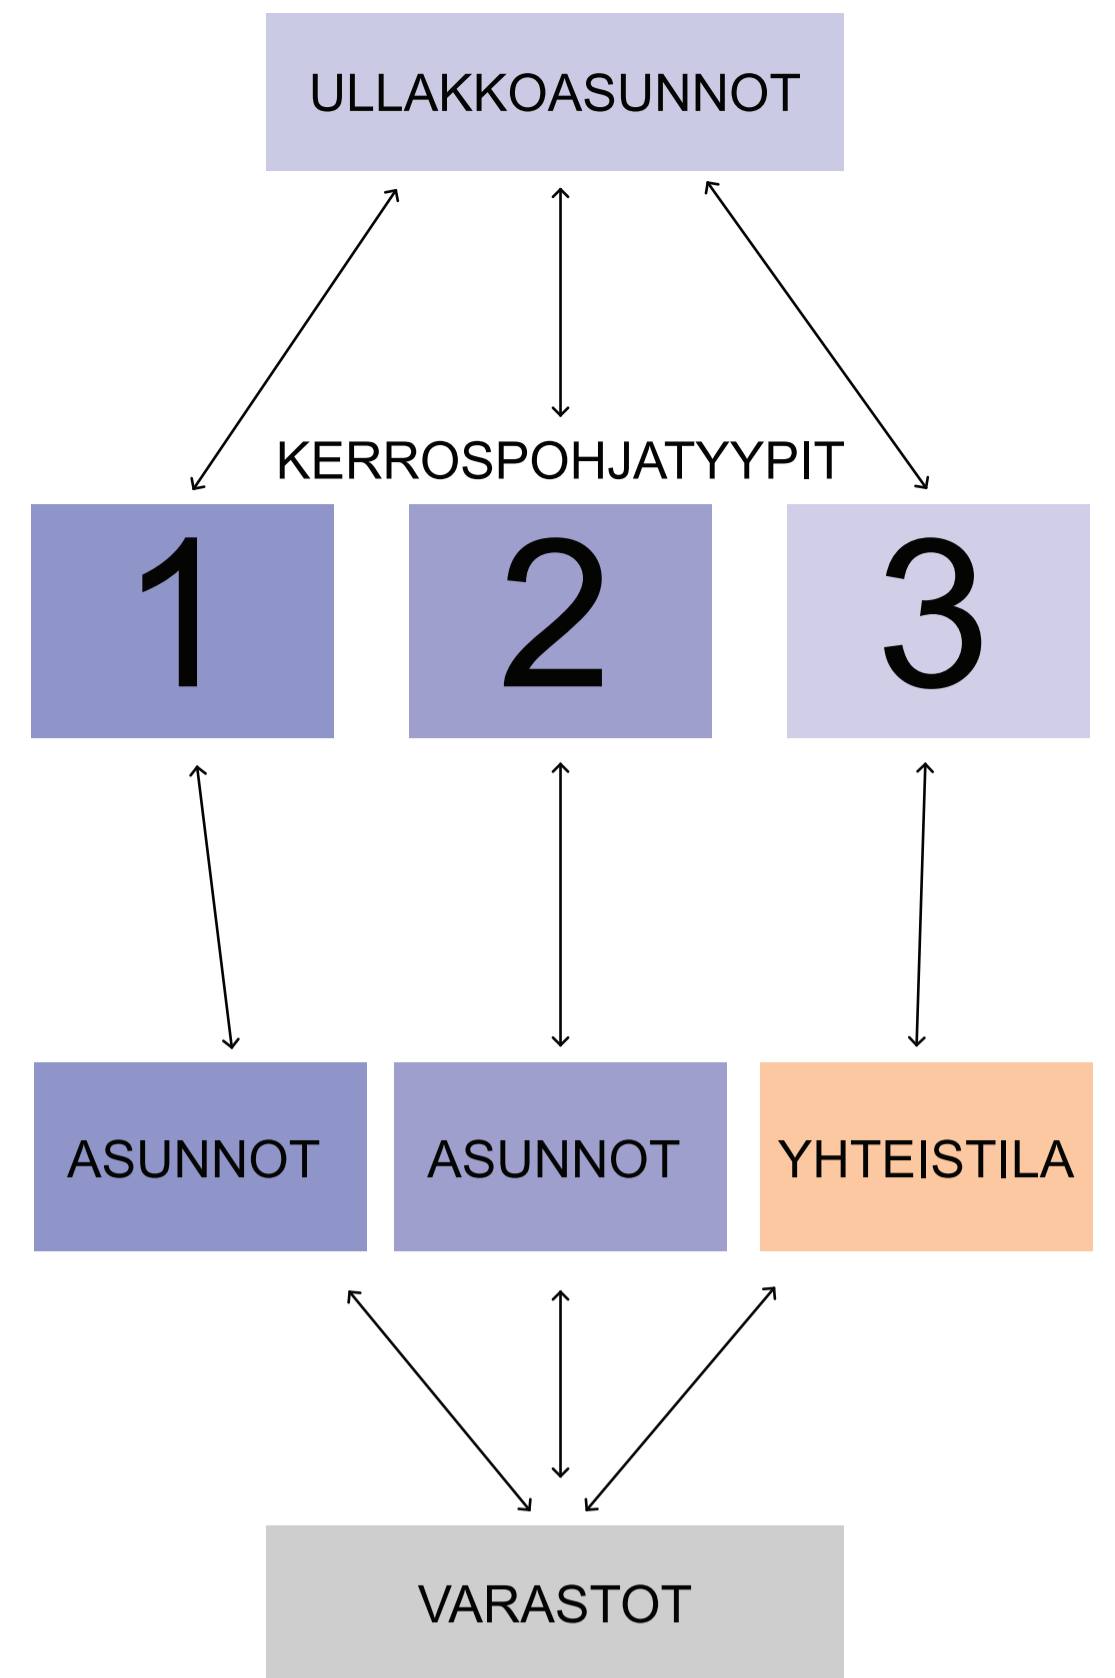 ULLAKKOASUNNOT
KERROSPOHJATYYPIT
1 2 3
ASUNNOT ASUNNOT YHTEISTILA
VARASTOT